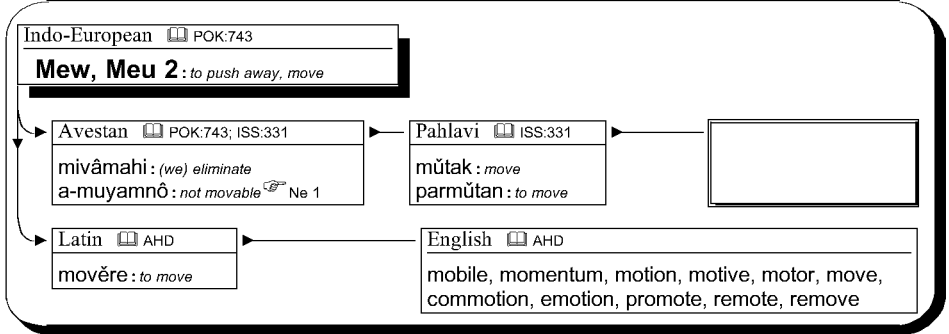 Indo-European POK:743
Mew, Meu 2 : to push away, move
Avestan POK:743; ISS:331
mivâmahi : (we) eliminate
a-muyamnô : not movable Ne 1
Pahlavi ISS:331
mŭtak : move
parmŭtan : to move
Latin AHD
movĕre : to move
English AHD
mobile, momentum, motion, motive, motor, move,
commotion, emotion, promote, remote, remove